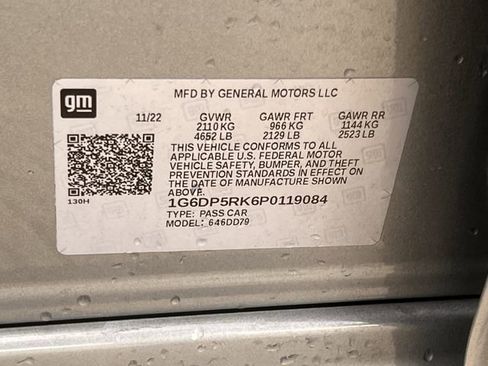 gm
MFD BY GENERAL MOTORS LLC
11/22 GVWR GAWR FRT GAWR RR
2110 KG 966 KG 1144 KG
4652 LB 2129 LB 2523 LB
THIS VEHICLE CONFORMS TO ALL
APPLICABLE U.S. FEDERAL MOTOR
VEHICLE SAFETY, BUMPER, AND THEFT
PREVENTION STANDARDS IN EFFECT ON
THE DATE OF MANUFACTURE SHOWN
ABOVE.
130H
1G6DP5RK6P0119084
TYPE: PASS CAR
MODEL: 646DD79